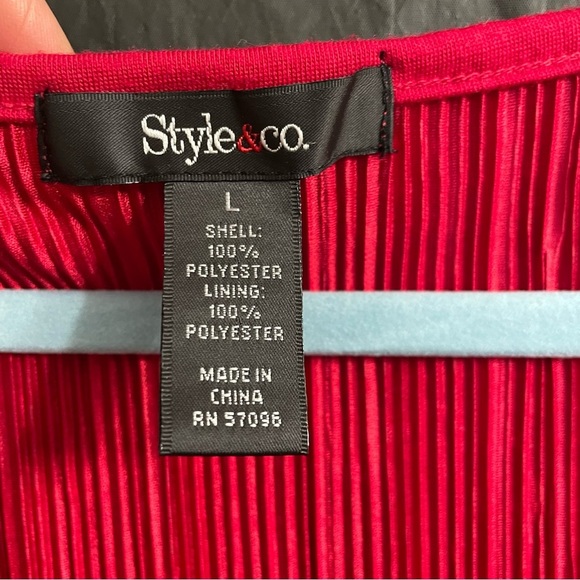 Style&co.
L
SHELL:
100%
POLYESTER
LINING:
100%
POLYESTER
MADE IN
CHINA
RN 57096